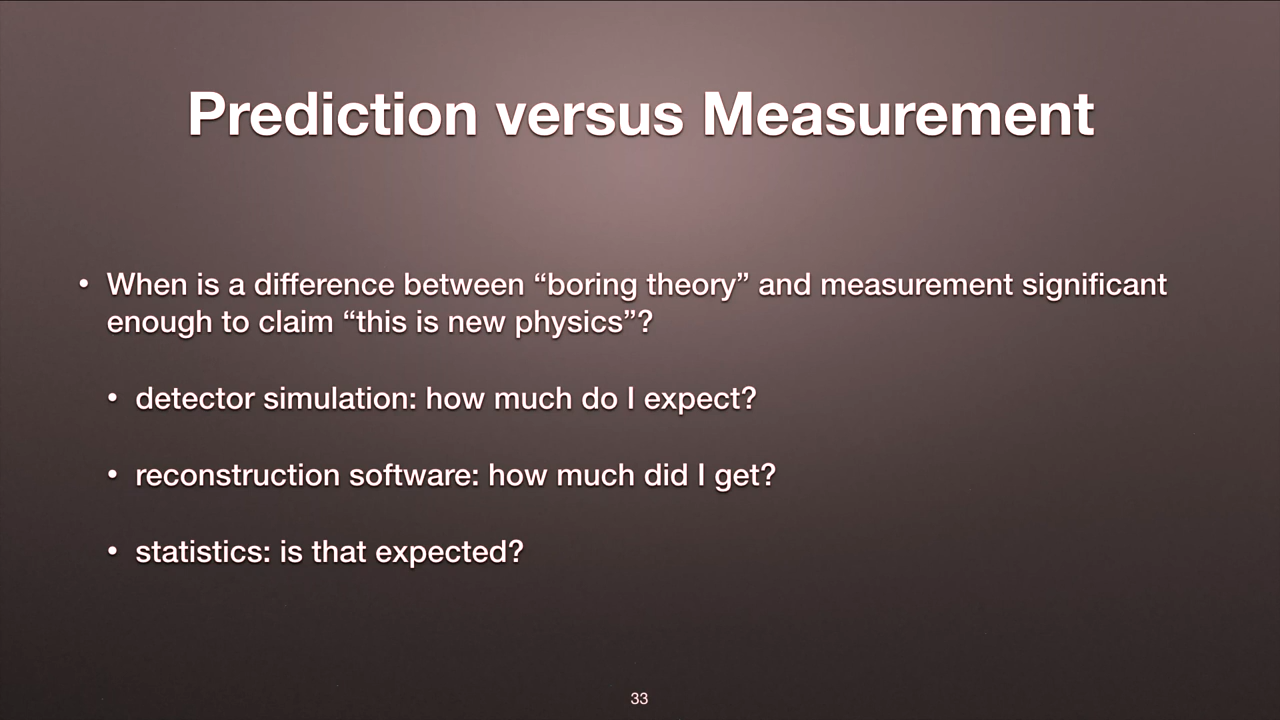 Prediction versus Measurement
• When is a difference between “boring theory” and measurement significant
enough to claim “this is new physics”?
• detector simulation: how much do I expect?
• reconstruction software: how much did I get?
• statistics: is that expected?
33